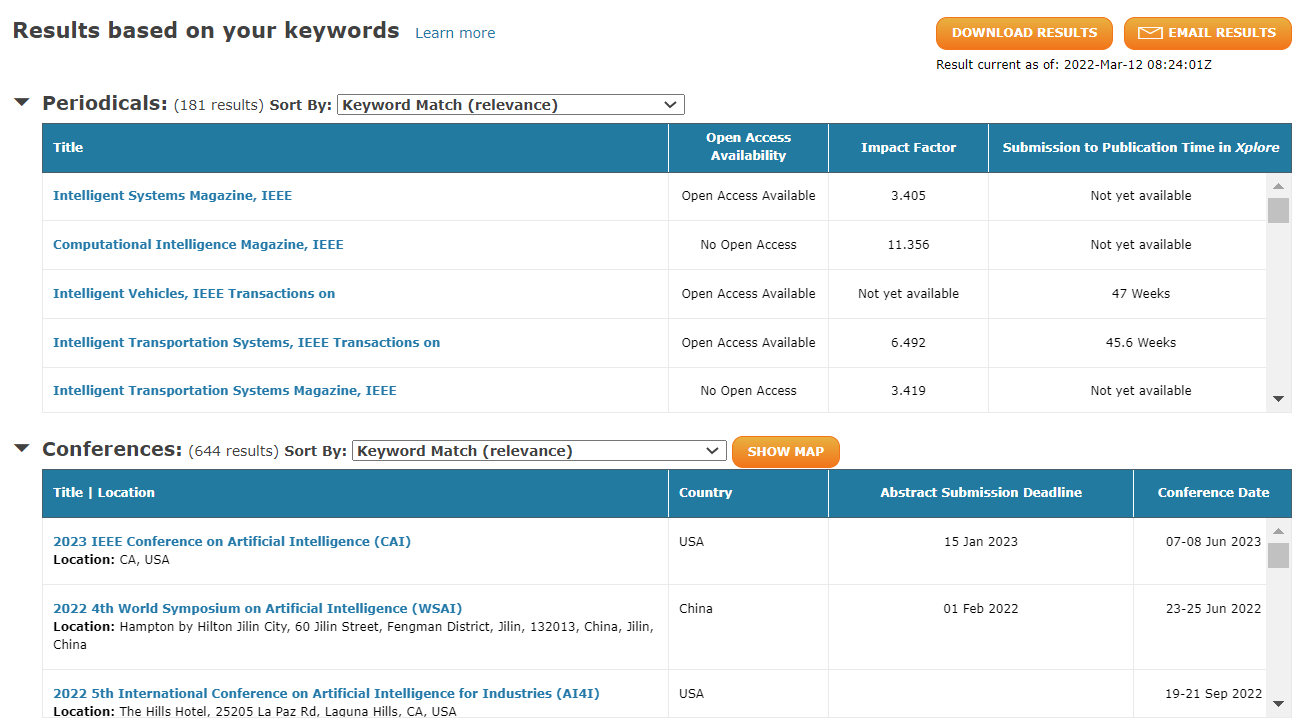 Results based on your keywords Learn more
DOWNLOAD RESULTS EMAIL RESULTS
Result current as of: 2022-Mar-12 08:24:01Z
Periodicals: (181 results) Sort By: Keyword Match (relevance)
Title Open Access Availability Impact Factor Submission to Publication Time in Xplore
Intelligent Systems Magazine, IEEE Open Access Available 3.405 Not yet available
Computational Intelligence Magazine, IEEE No Open Access 11.356 Not yet available
Intelligent Vehicles, IEEE Transactions on Open Access Available Not yet available 47 Weeks
Intelligent Transportation Systems, IEEE Transactions on Open Access Available 6.492 45.6 Weeks
Intelligent Transportation Systems Magazine, IEEE No Open Access 3.419 Not yet available
Conferences: (644 results) Sort By: Keyword Match (relevance) SHOW MAP
Title | Location Country Abstract Submission Deadline Conference Date
2023 IEEE Conference on Artificial Intelligence (CAI) USA 15 Jan 2023 07-08 Jun 2023
Location: CA, USA
2022 4th World Symposium on Artificial Intelligence (WSAI) China 01 Feb 2022 23-25 Jun 2022
Location: Hampton by Hilton Jilin City, 60 Jilin Street, Fengman District, Jilin, 132013, China, Jilin,
China
2022 5th International Conference on Artificial Intelligence for Industries (AI4I) USA 19-21 Sep 2022
Location: The Hills Hotel, 25205 La Paz Rd, Laguna Hills, CA, USA